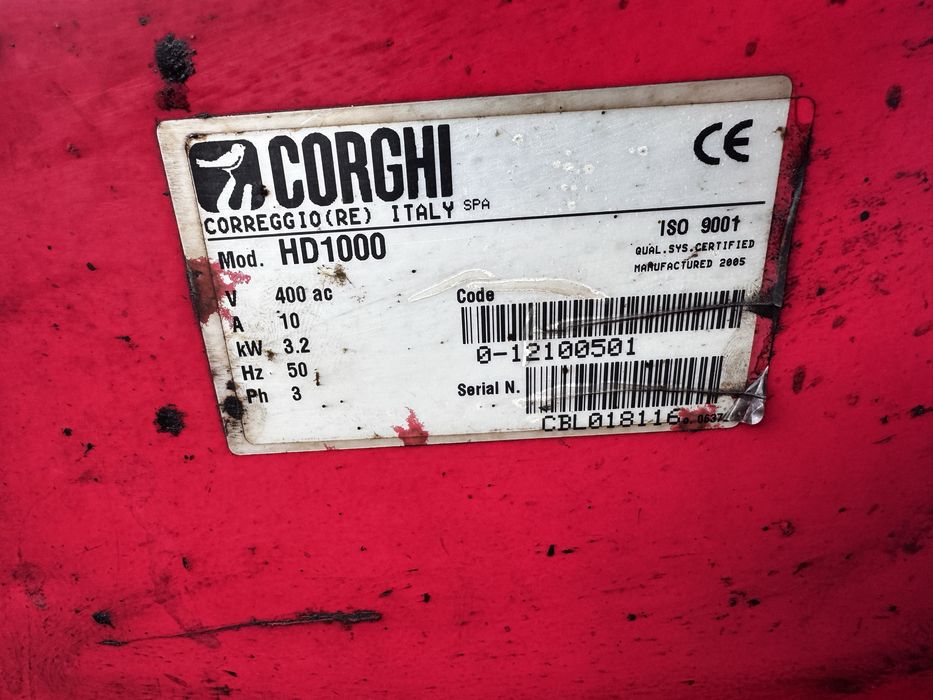 CORGHI
CORREGGIO(RE) ITALY SPA
CE
ISO 9001
QUAL.SYS.CERTIFIED
MANUFACTURED 2005
Mod. HD1000
V 400 ac
A 10
kW 3.2
Hz 50
Ph 3
Code
0-12100501
Serial N.
CBL018116